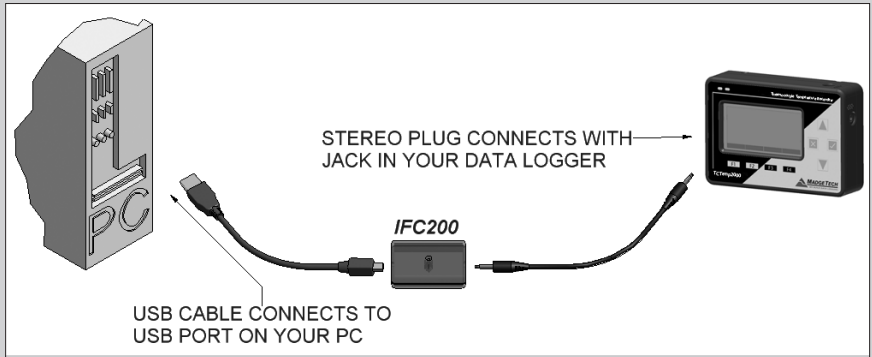 STEREO PLUG CONNECTS WITH
JACK IN YOUR DATA LOGGER
TCTemp2000
MADGETECH
IFC200
PC
USB CABLE CONNECTS TO
USB PORT ON YOUR PC